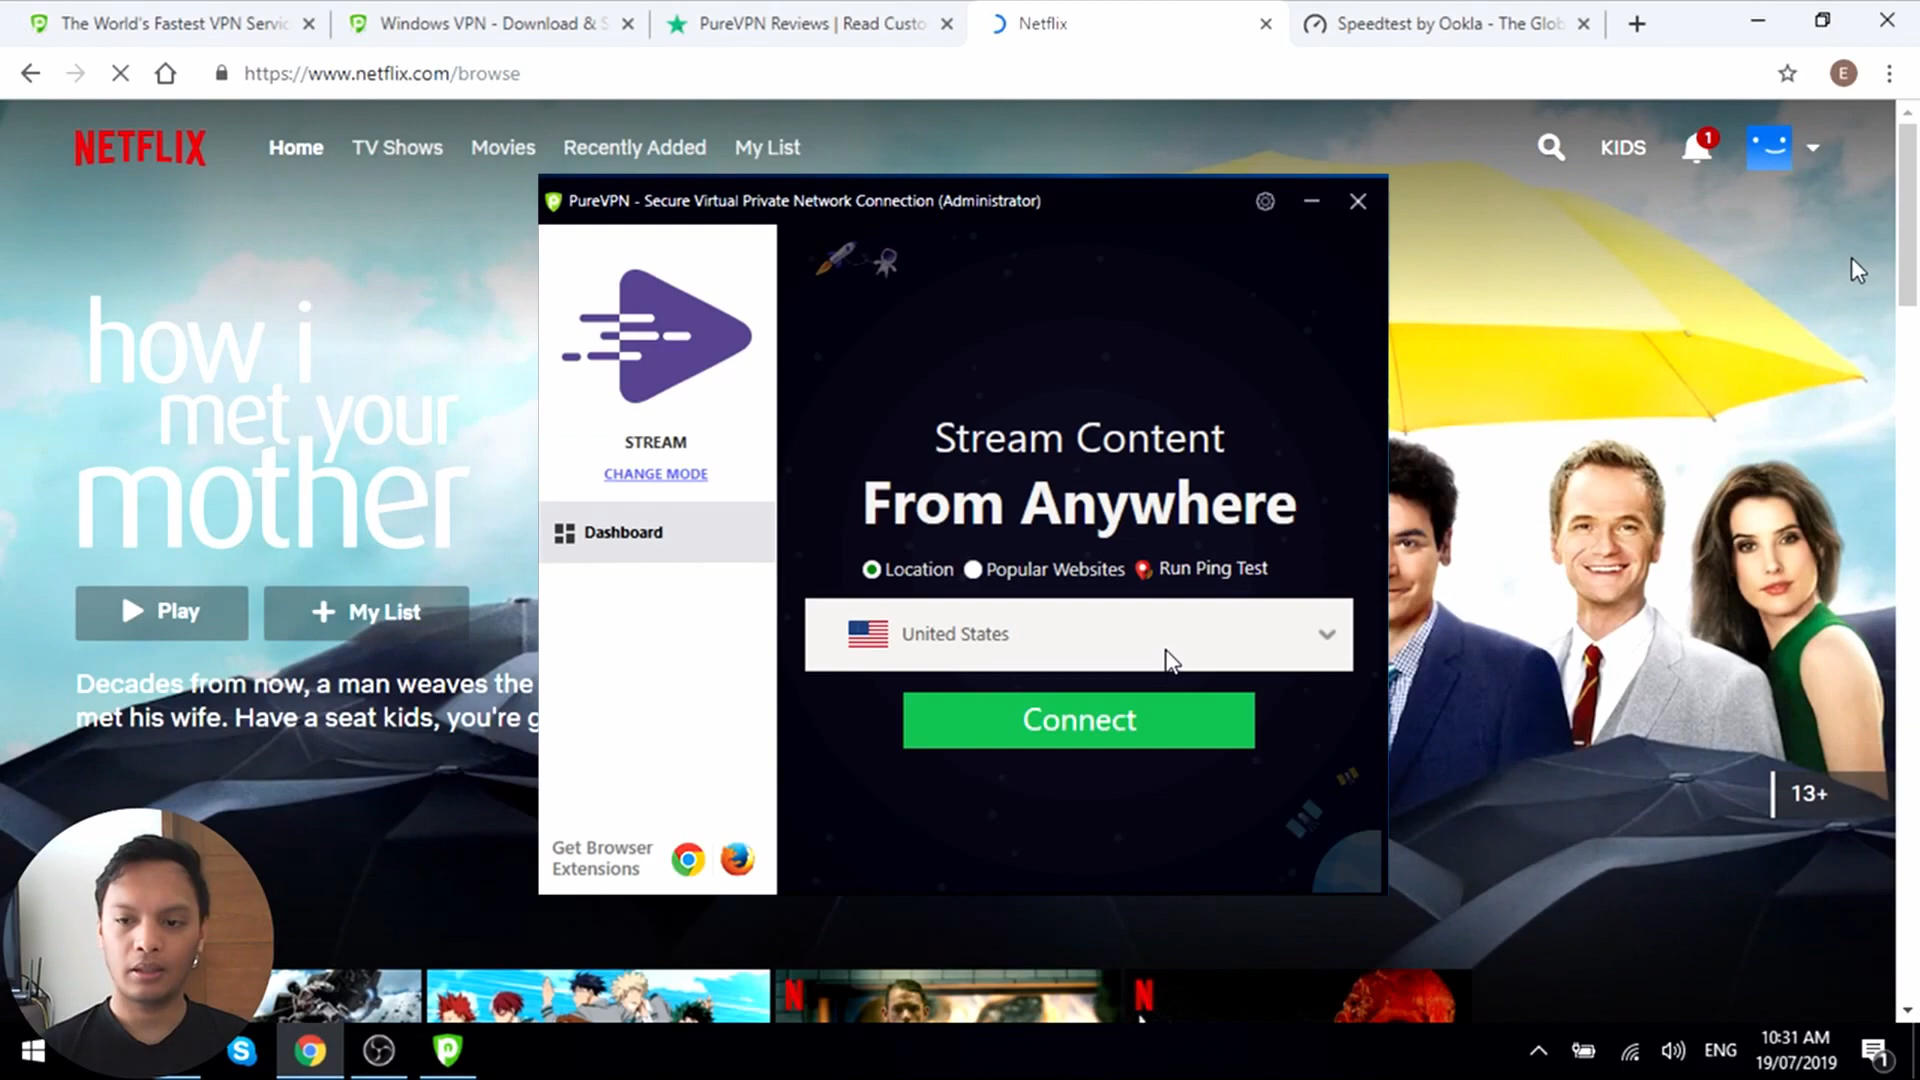 The World's Fastest VPN Servic
Windows VPN - Download & S
PureVPN Reviews | Read Custo
Netflix
Speedtest by Ookla - The Glob
https://www.netflix.com/browse
E
NETFLIX
Home
TV Shows
Movies
Recently Added
My List
KIDS
1
PureVPN - Secure Virtual Private Network Connection (Administrator)
how i
met your
mother
Play
My List
Decades from now, a man weaves the
met his wife. Have a seat kids, you're g
STREAM
CHANGE MODE
Dashboard
Get Browser
Extensions
Stream Content
From Anywhere
Location
Popular Websites
Run Ping Test
United States
Connect
13+
N
N
ENG
10:31 AM
19/07/2019
1